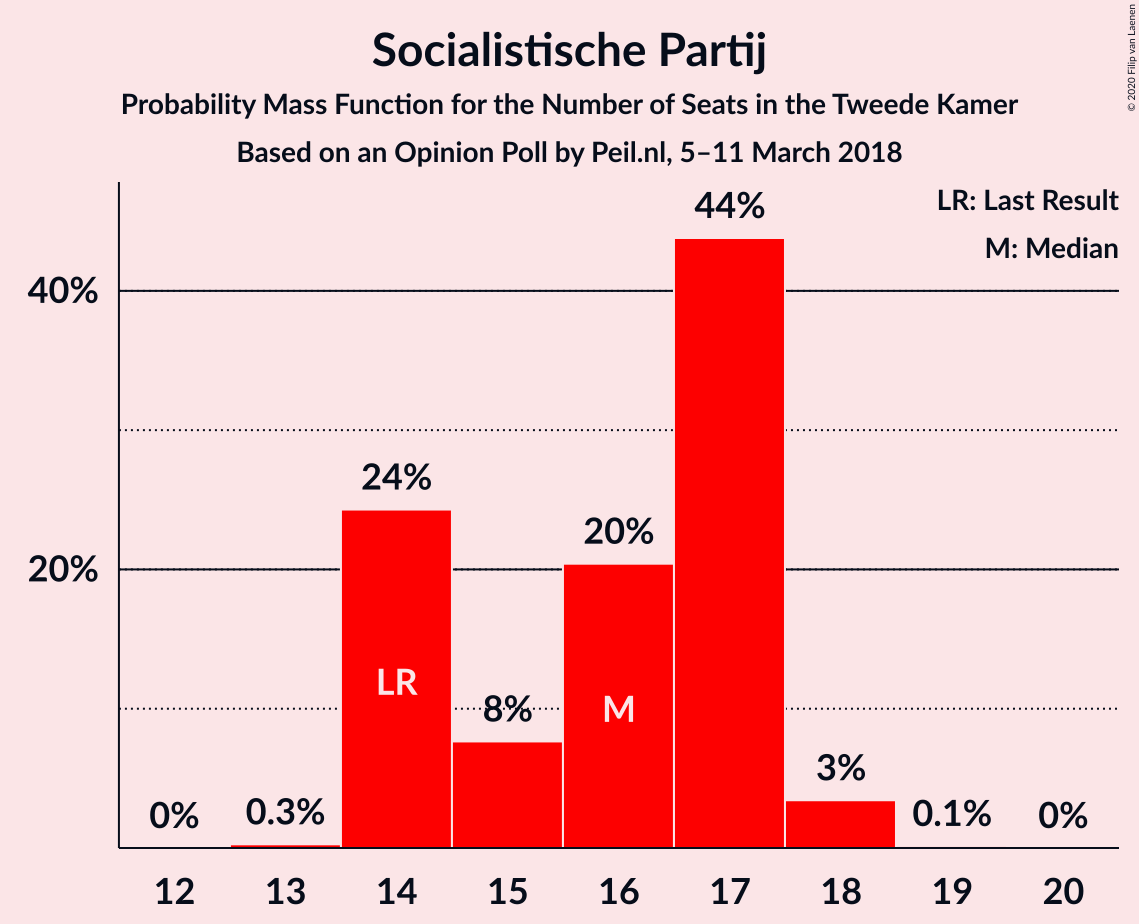 Socialistische Partij
Probability Mass Function for the Number of Seats in the Tweede Kamer
Based on an Opinion Poll by Peil.nl, 5–11 March 2018
© 2020 Filip van Laenen
LR: Last Result
M: Median
40%
20%
0%
0.3%
24%
8%
20%
44%
3%
0.1%
0%
LR
M
12 13 14 15 16 17 18 19 20